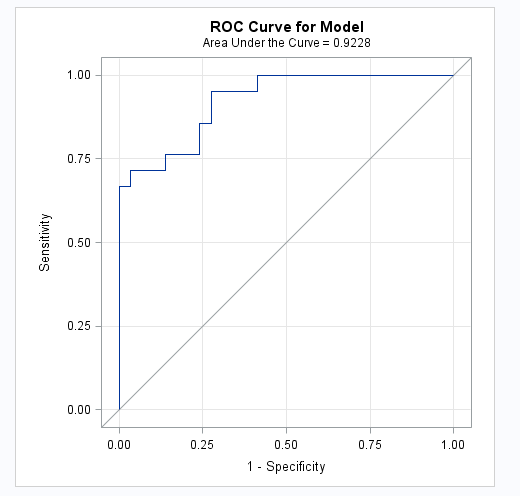 ROC Curve for Model
Area Under the Curve = 0.9228
1.00
0.75
0.50
0.25
0.00
Sensitivity
0.00 0.25 0.50 0.75 1.00
1 - Specificity